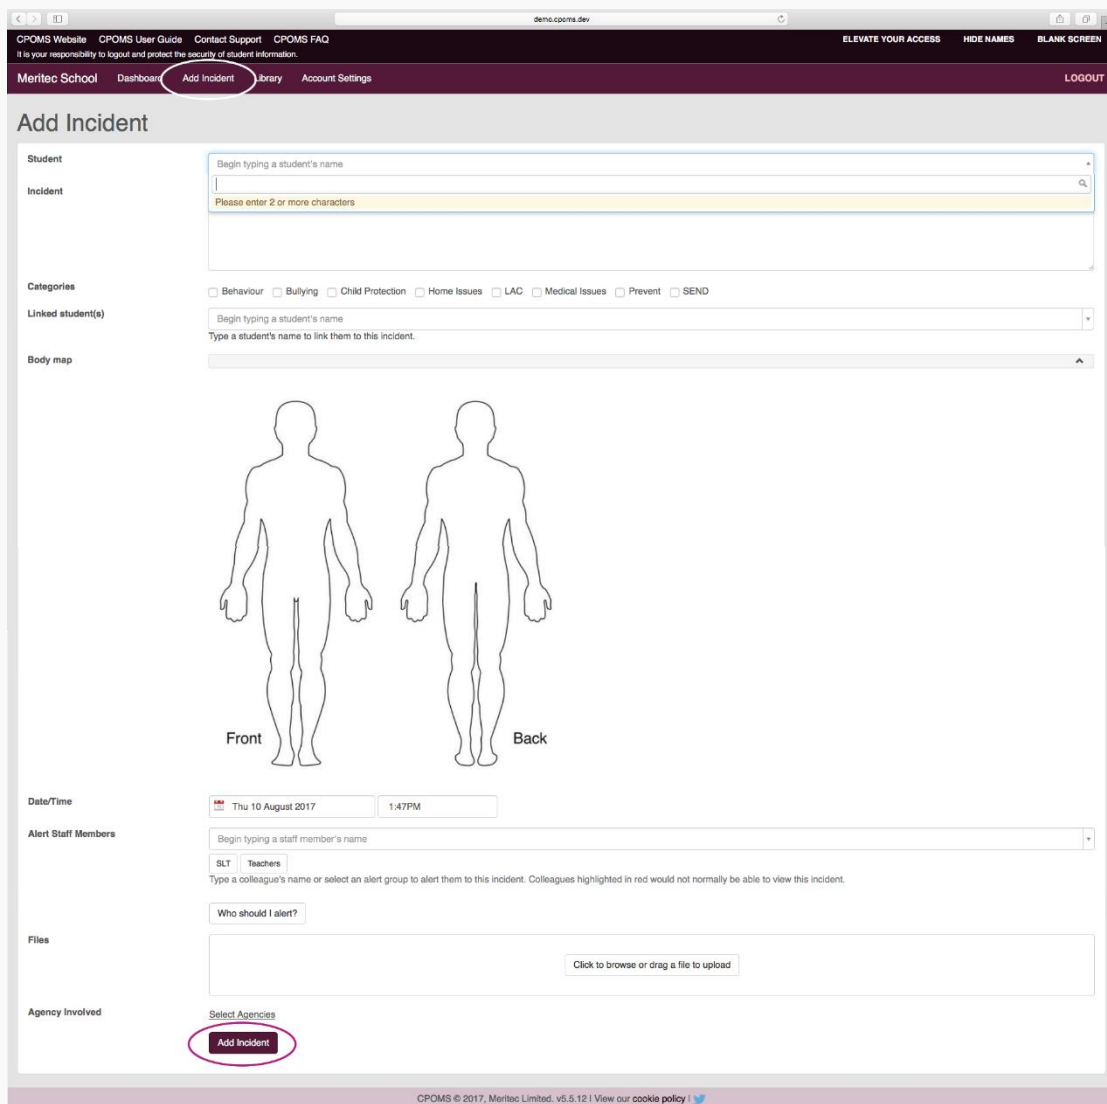 demo.cpoms.dev
CPOMS Website CPOMS User Guide Contact Support CPOMS FAQ ELEVATE YOUR ACCESS HIDE NAMES BLANK SCREEN
It is your responsibility to logout and protect the security of student information.
Meritec School Dashboard Add Incident Library Account Settings LOGOUT
Add Incident
Student Begin typing a student's name
Incident
Please enter 2 or more characters
Categories Behaviour Bullying Child Protection Home Issues LAC Medical Issues Prevent SEND
Linked student(s) Begin typing a student's name
Type a student's name to link them to this incident.
Body map
Front Back
Date/Time Thu 10 August 2017 1:47PM
Alert Staff Members Begin typing a staff member's name
SLT Teachers
Type a colleague's name or select an alert group to alert them to this incident. Colleagues highlighted in red would not normally be able to view this incident.
Who should I alert?
Files
Click to browse or drag a file to upload
Agency Involved Select Agencies
Add Incident
CPOMS © 2017, Meritec Limited. v5.5.12 | View our cookie policy |